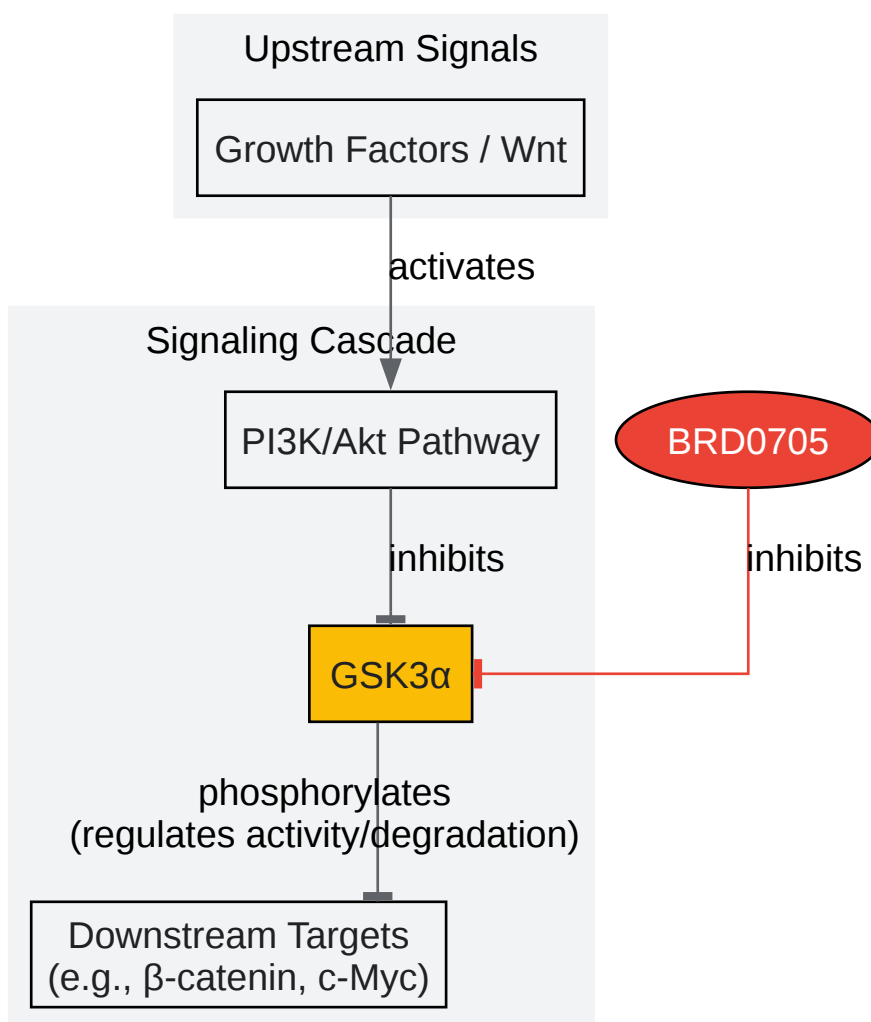 Upstream Signals
Growth Factors / Wnt
activates
Signaling Cascade
PI3K/Akt Pathway
BRD0705
inhibits
inhibits
GSK3α
phosphorylates
(regulates activity/degradation)
Downstream Targets
(e.g., β-catenin, c-Myc)